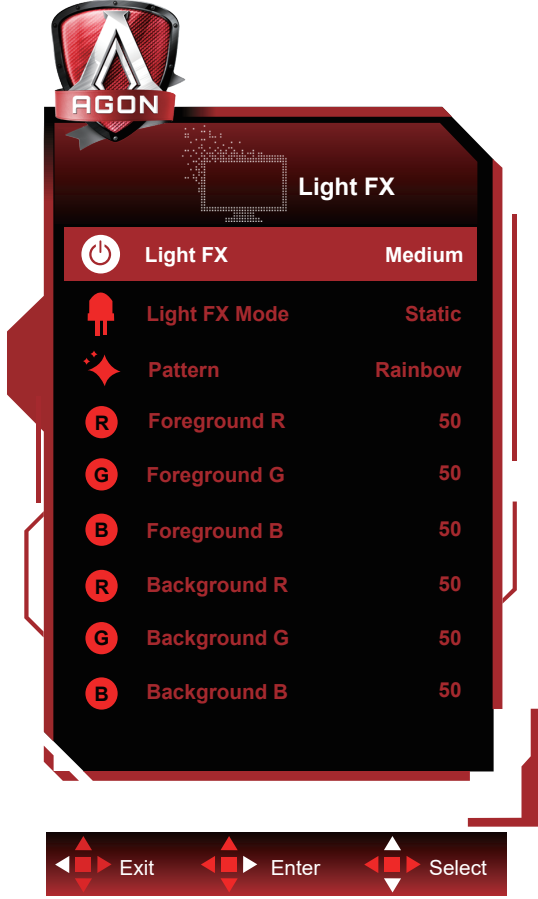 AGON
Light FX
Light FX Medium
Light FX Mode Static
Pattern Rainbow
R Foreground R 50
G Foreground G 50
B Foreground B 50
R Background R 50
G Background G 50
B Background B 50
Exit Enter Select